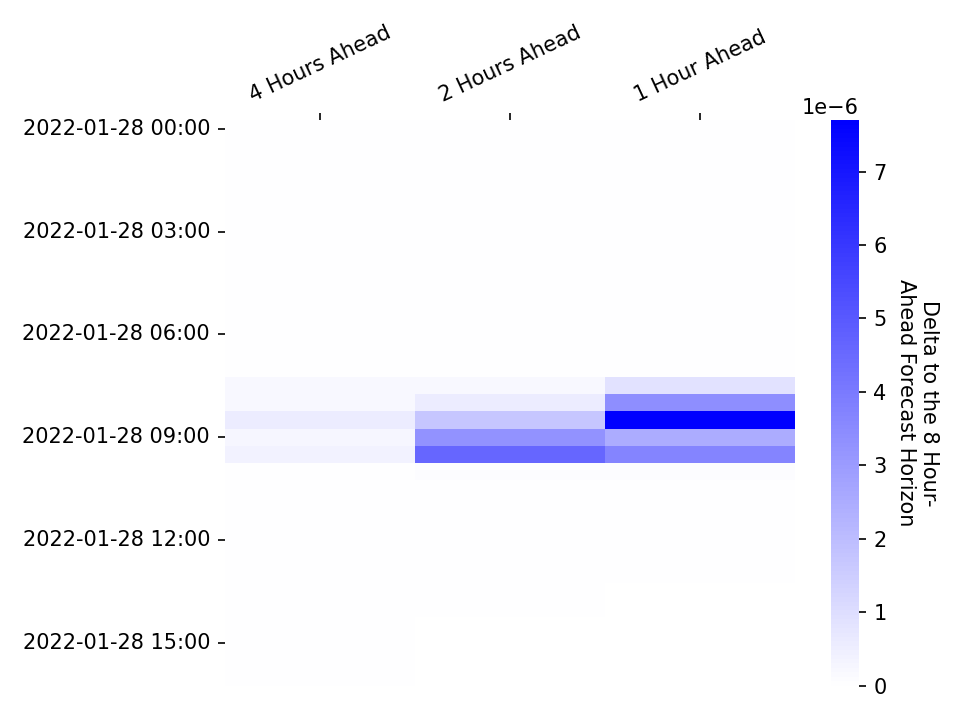 4 Hours Ahead
2 Hours Ahead
1 Hour Ahead
2022-01-28 00:00
2022-01-28 03:00
2022-01-28 06:00
2022-01-28 09:00
2022-01-28 12:00
2022-01-28 15:00
1e−6
7
6
5
4
3
2
1
0
Delta to the 8 Hour-
Ahead Forecast Horizon